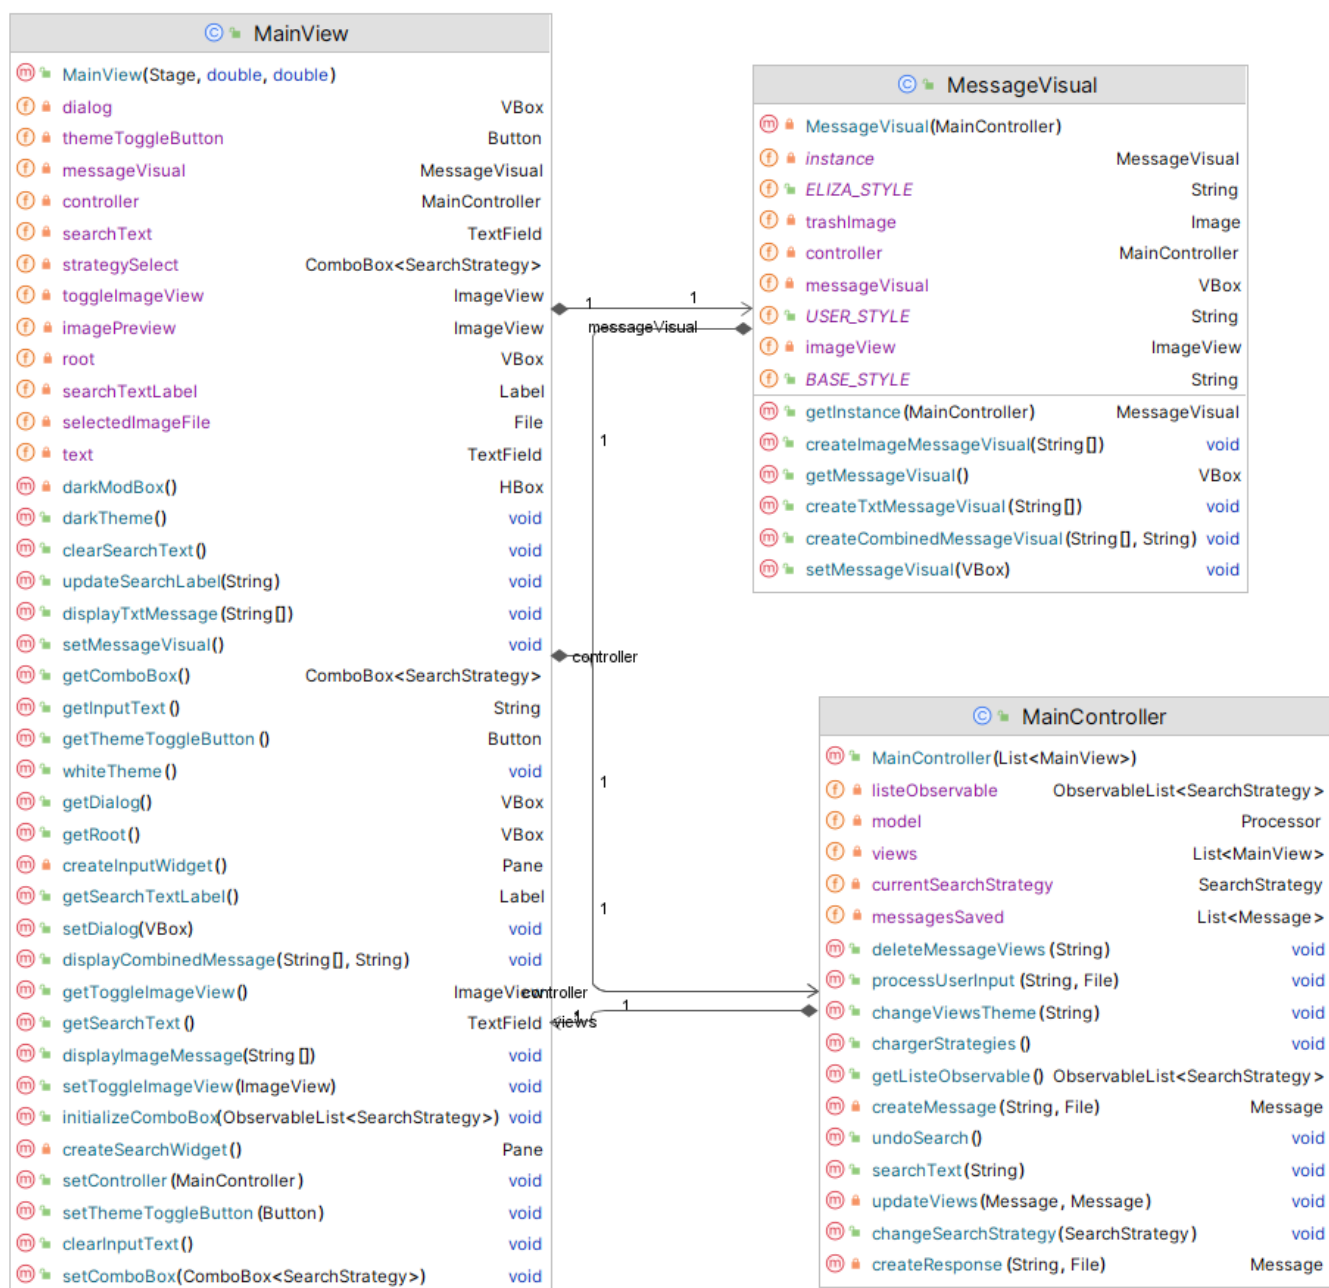 MainView
MainView(Stage, double, double)
dialog VBox
themeToggleButton Button
messageVisual MessageVisual
controller MainController
searchText TextField
strategySelect ComboBox<SearchStrategy>
toggleImageView ImageView
imagePreview ImageView
root VBox
searchTextLabel Label
selectedImageFile File
text TextField
darkModBox() HBox
darkTheme() void
clearSearchText() void
updateSearchLabel(String) void
displayTxtMessage(String[]) void
setMessageVisual() void
getComboBox() ComboBox<SearchStrategy>
getInputText() String
getThemeToggleButton() Button
whiteTheme() void
getDialog() VBox
getRoot() VBox
createInputWidget() Pane
getSearchTextLabel() Label
setDialog(VBox) void
displayCombinedMessage(String[], String) void
getToggleImageView() ImageView
getSearchText() TextField
displayImageMessage(String[]) void
setToggleImageView(ImageView) void
initializeComboBox(ObservableList<SearchStrategy>) void
createSearchWidget() Pane
setController(MainController) void
setThemeToggleButton(Button) void
clearInputText() void
setComboBox(ComboBox<SearchStrategy>) void
1 1
messageVisual
1
controller
1
1
controller
1
views 1
MessageVisual
MessageVisual(MainController)
instance MessageVisual
ELIZA_STYLE String
trashImage Image
controller MainController
messageVisual VBox
USER_STYLE String
imageView ImageView
BASE_STYLE String
getInstance(MainController) MessageVisual
createImageMessageVisual(String[]) void
getMessageVisual() VBox
createTxtMessageVisual(String[]) void
createCombinedMessageVisual(String[], String) void
setMessageVisual(VBox) void
MainController
MainController(List<MainView>)
listeObservable ObservableList<SearchStrategy>
model Processor
views List<MainView>
currentSearchStrategy SearchStrategy
messagesSaved List<Message>
deleteMessageViews(String) void
processUserInput(String, File) void
changeViewsTheme(String) void
chargerStrategies() void
getListeObservable() ObservableList<SearchStrategy>
createMessage(String, File) Message
undoSearch() void
searchText(String) void
updateViews(Message, Message) void
changeSearchStrategy(SearchStrategy) void
createResponse(String, File) Message